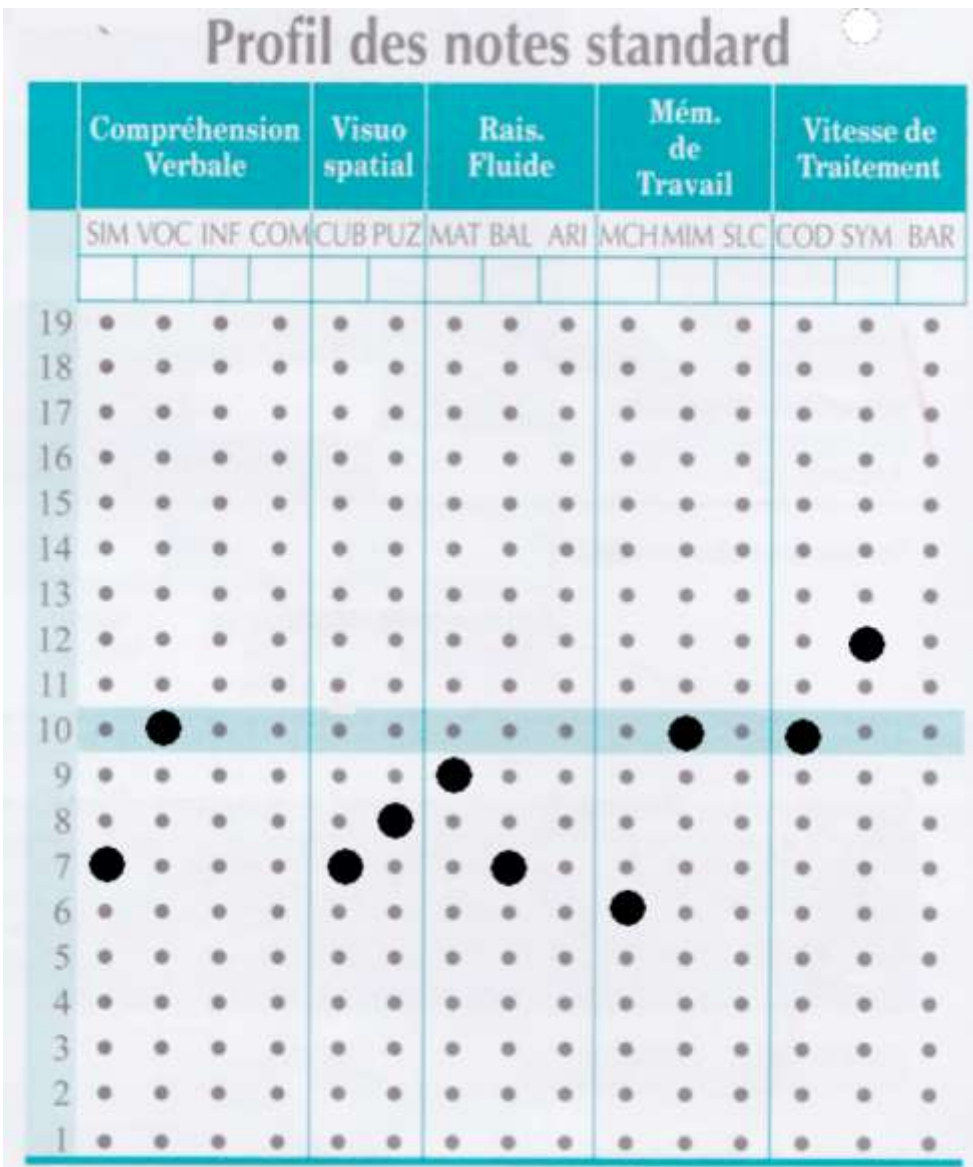 Profil des notes standard
Compréhension Verbale
Visuo spatial
Rais. Fluide
Mém. de Travail
Vitesse de Traitement
SIM VOC INF COM CUB PUZ MAT BAL ARI MCH MIM SLC COD SYM BAR
19
18
17
16
15
14
13
12
11
10
9
8
7
6
5
4
3
2
1